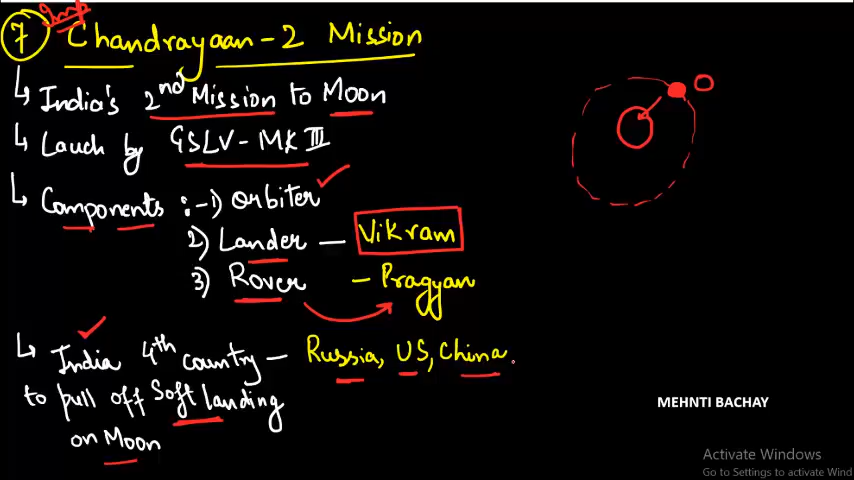 Imp
7 Chandrayaan-2 Mission
↳ India's 2nd Mission to Moon
↳ Lauch by GSLV-MK III
↳ Components :-1) Orbiter
2) Lander - Vikram
3) Rover - Pragyan
↳ India 4th country - Russia, US, China.
to pull off Soft landing
on Moon
MEHNTI BACHAY
Activate Windows
Go to Settings to activate Wind